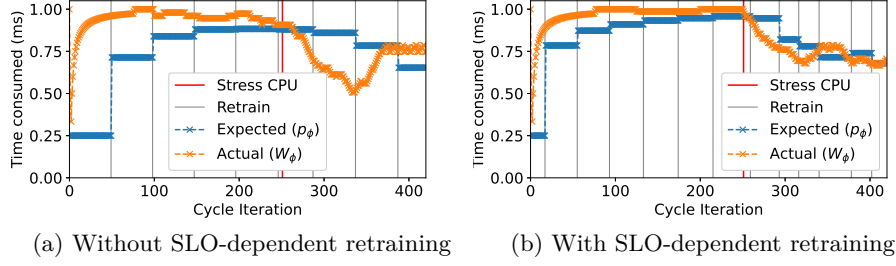 Time consumed (ms)
1.00
0.75
0.50
0.25
0.00
Stress CPU
Retrain
Expected (pϕ)
Actual (Wϕ)
0 100 200 300 400
Cycle Iteration
(a) Without SLO-dependent retraining
Time consumed (ms)
1.00
0.75
0.50
0.25
0.00
Stress CPU
Retrain
Expected (pϕ)
Actual (Wϕ)
0 100 200 300 400
Cycle Iteration
(b) With SLO-dependent retraining